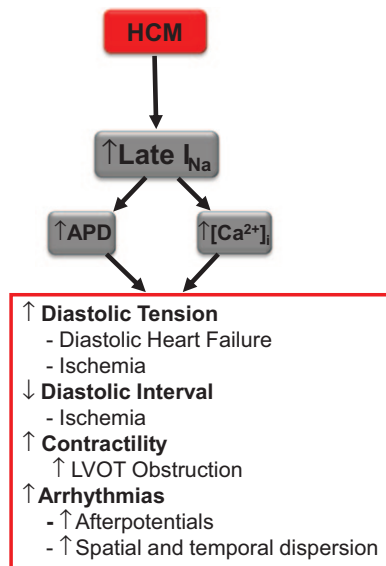 HCM
↑Late I_Na
↑APD
↑[Ca²⁺]ᵢ
↑ Diastolic Tension
- Diastolic Heart Failure
- Ischemia
↓ Diastolic Interval
- Ischemia
↑ Contractility
↑ LVOT Obstruction
↑Arrhythmias
- ↑ Afterpotentials
- ↑ Spatial and temporal dispersion